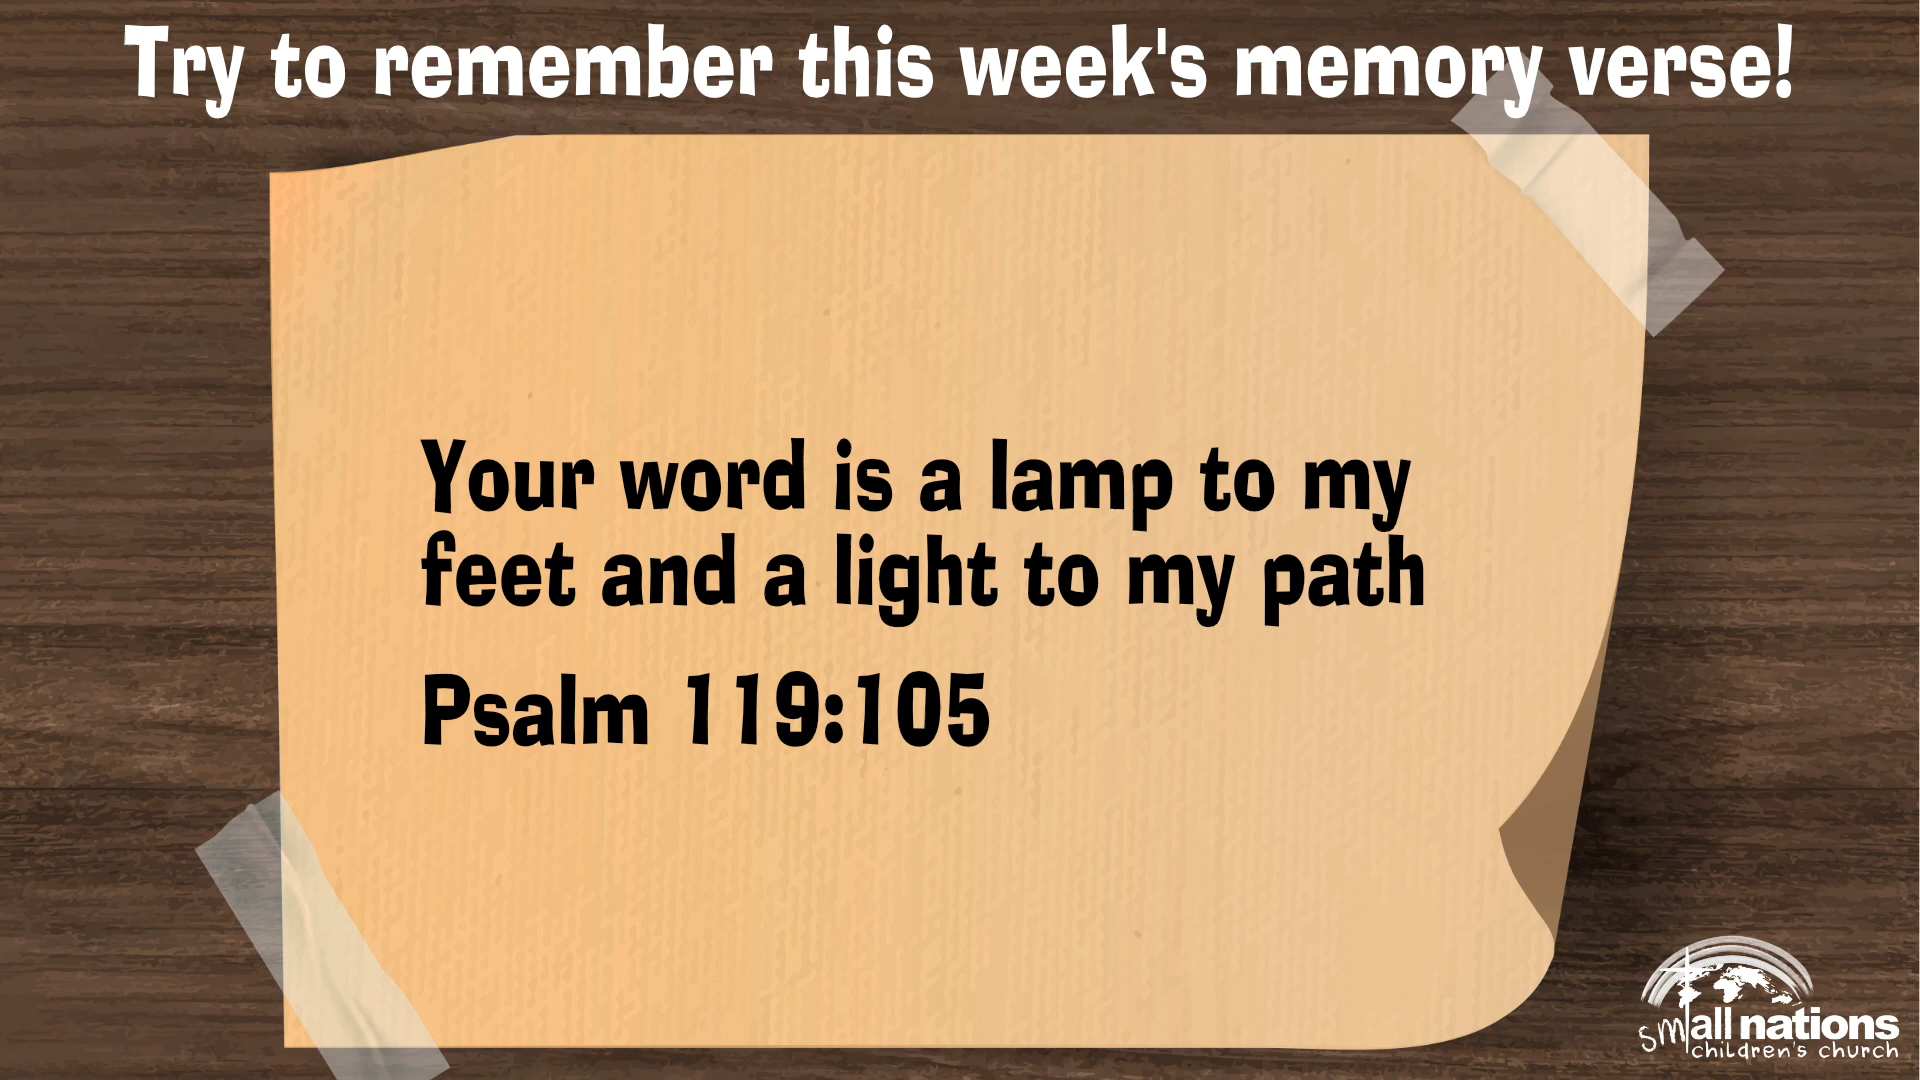 Try to remember this week's memory verse!
Your word is a lamp to my
feet and a light to my path
Psalm 119:105
small nations
children's church